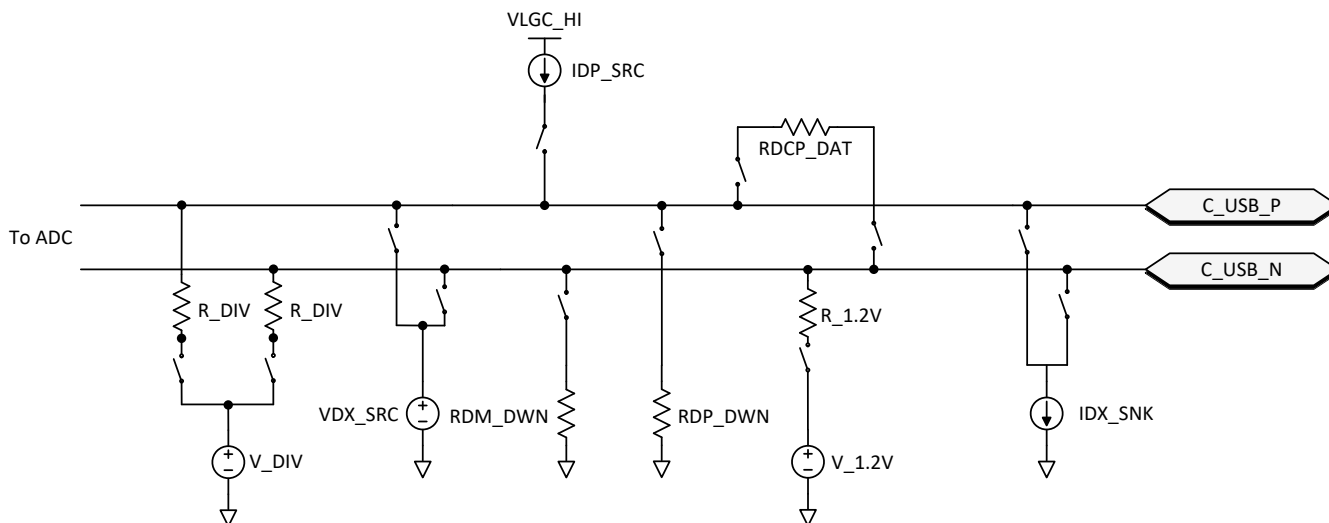 VLGC_HI
IDP_SRC
RDCP_DAT
C_USB_P
To ADC
C_USB_N
R_DIV
R_DIV
R_1.2V
VDX_SRC
RDM_DWN
RDP_DWN
IDX_SNK
V_DIV
V_1.2V